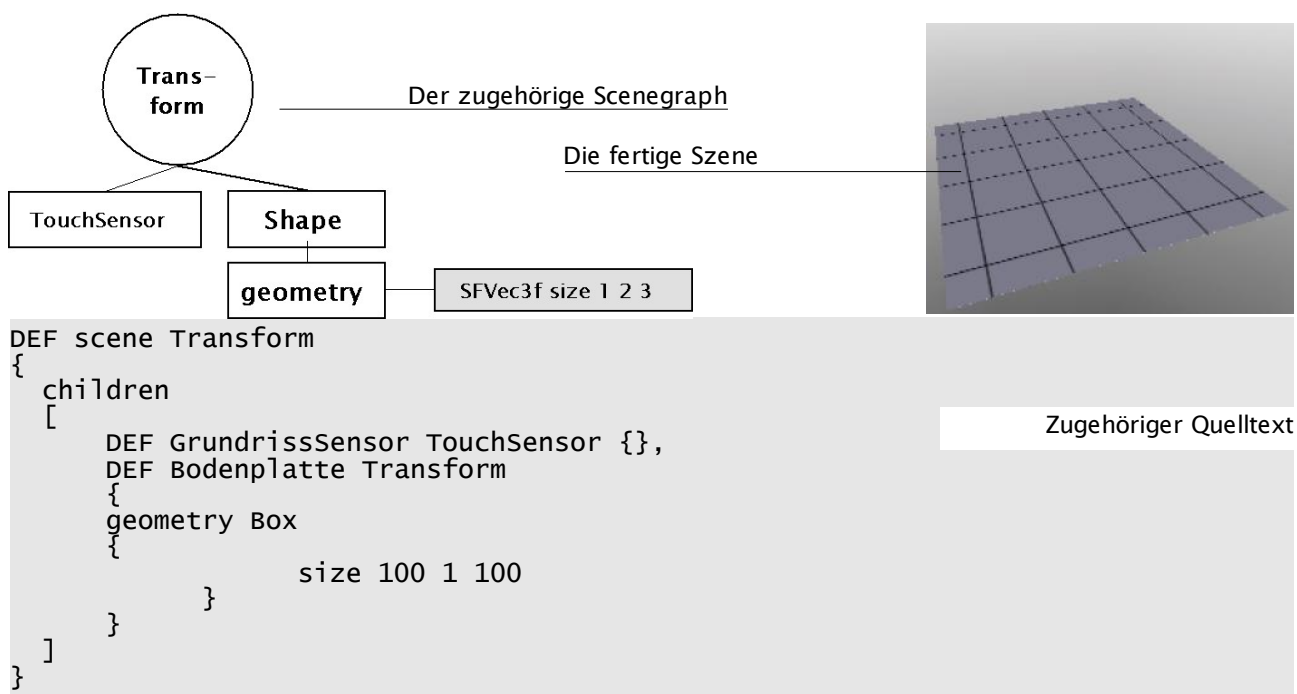 Trans-
form
Der zugehörige Scenegraph
Die fertige Szene
TouchSensor
Shape
geometry
SFVec3f size 1 2 3
DEF scene Transform
{
children
[
DEF GrundrissSensor TouchSensor {},
Zugehöriger Quelltext
DEF Bodenplatte Transform
{
geometry Box
{
size 100 1 100
}
}
]
}